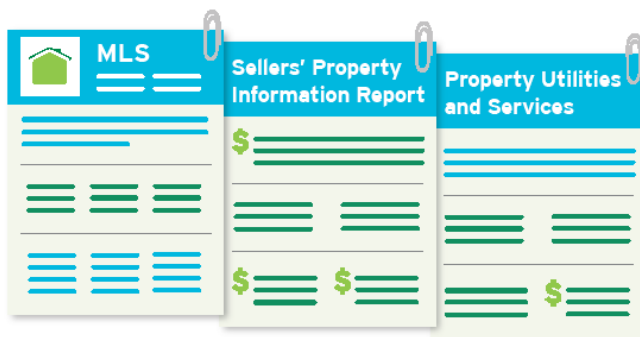 MLS
Sellers' Property
Information Report
$
$ $
Property Utilities
and Services
$